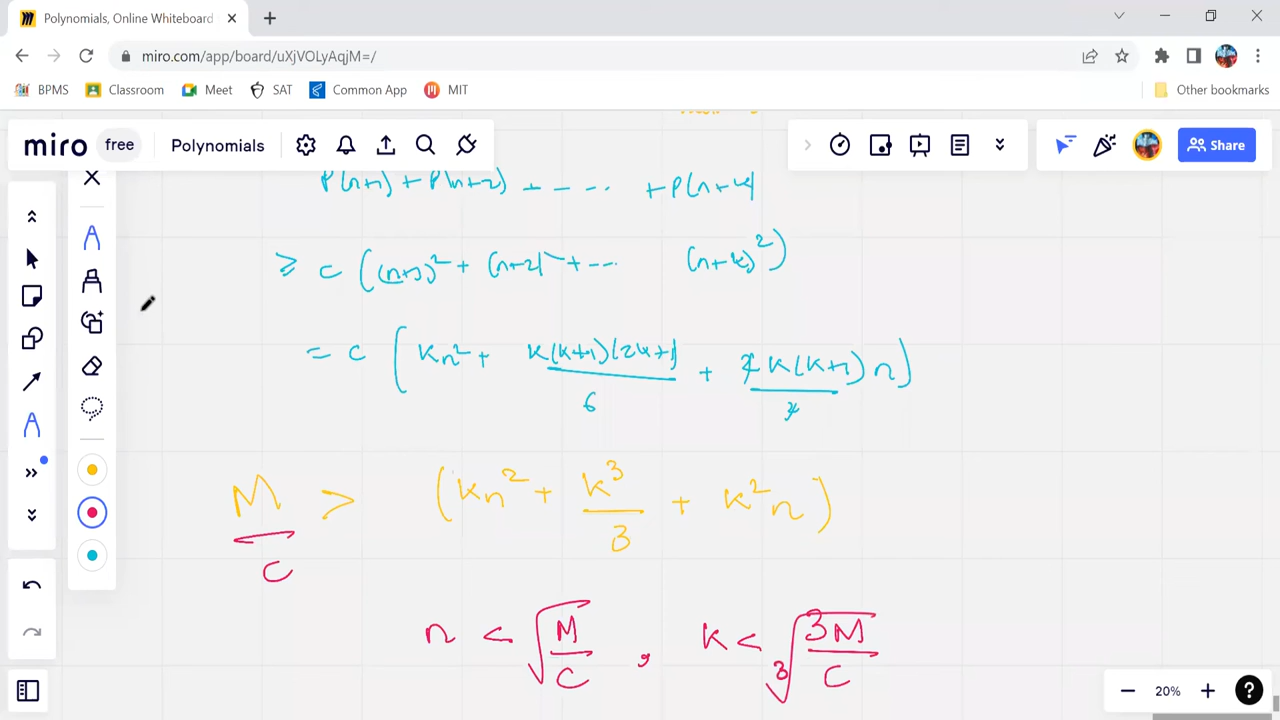 Polynomials, Online Whiteboard
miro.com/app/board/uXjVOLyAqjM=/
BPMS Classroom Meet SAT Common App MIT Other bookmarks
miro free Polynomials Share
P(n+1) + P(n+2) + - - .. + P(n+k)
≥ c ((n+1)² + (n+2)² + --- (n+k)²)
= c [kn² + k(k+1)(2k+1)/6 + 2k(k+1)/2 n)
M/C > (kn² + k³/3 + k²n)
n < √(M/C) , k < ∛(3M/C)
20%